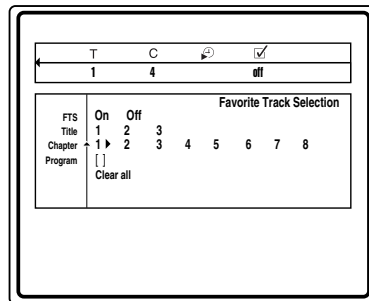 T C
1 4 off
Favorite Track Selection
FTS On Off
Title 1 2 3
Chapter 1 2 3 4 5 6 7 8
Program [ ]
Clear all